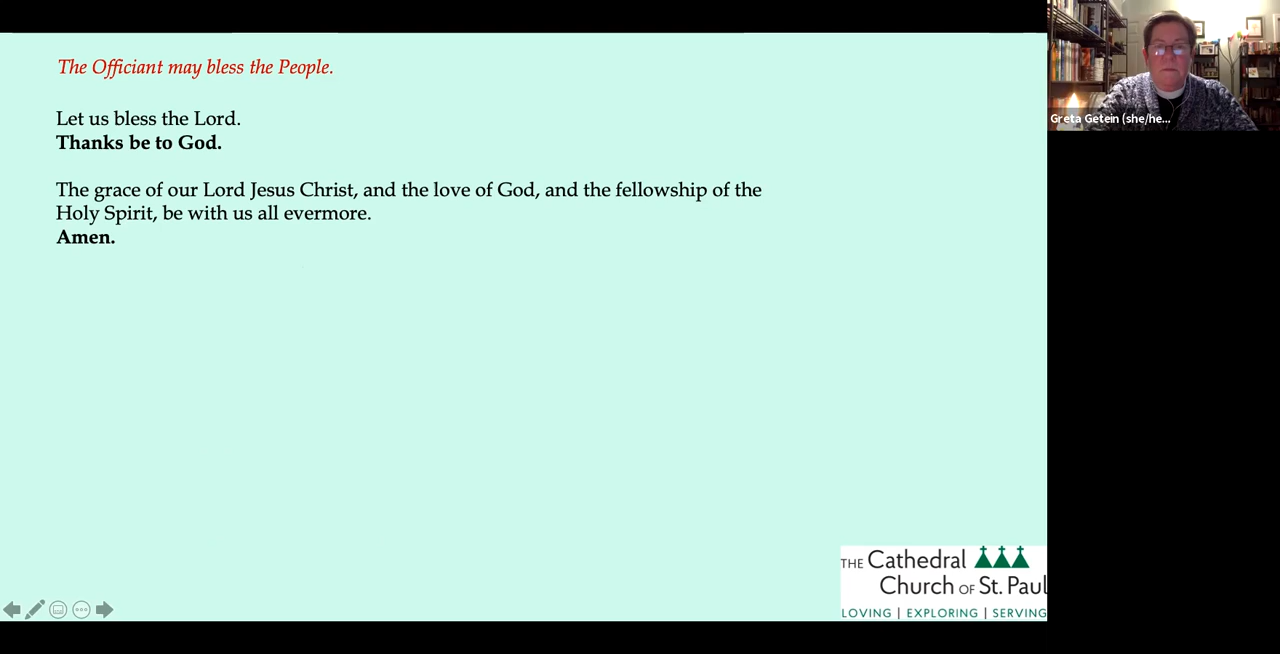 The Officiant may bless the People.
Let us bless the Lord.
Thanks be to God.
The grace of our Lord Jesus Christ, and the love of God, and the fellowship of the
Holy Spirit, be with us all evermore.
Amen.
Greta Getein (she/he...
THE Cathedral
Church OF St. Paul
LOVING | EXPLORING | SERVING